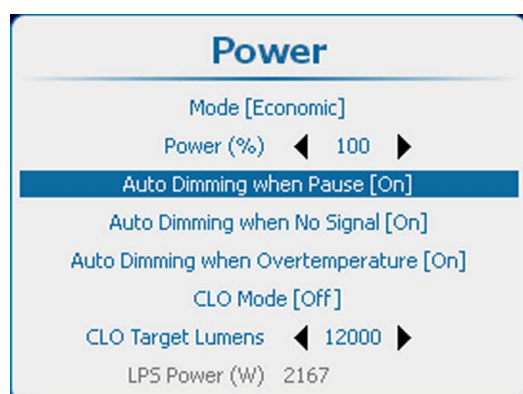 Power
Mode [Economic]
Power (%) 100
Auto Dimming when Pause [On]
Auto Dimming when No Signal [On]
Auto Dimming when Overtemperature [On]
CLO Mode [Off]
CLO Target Lumens 12000
LPS Power (W) 2167